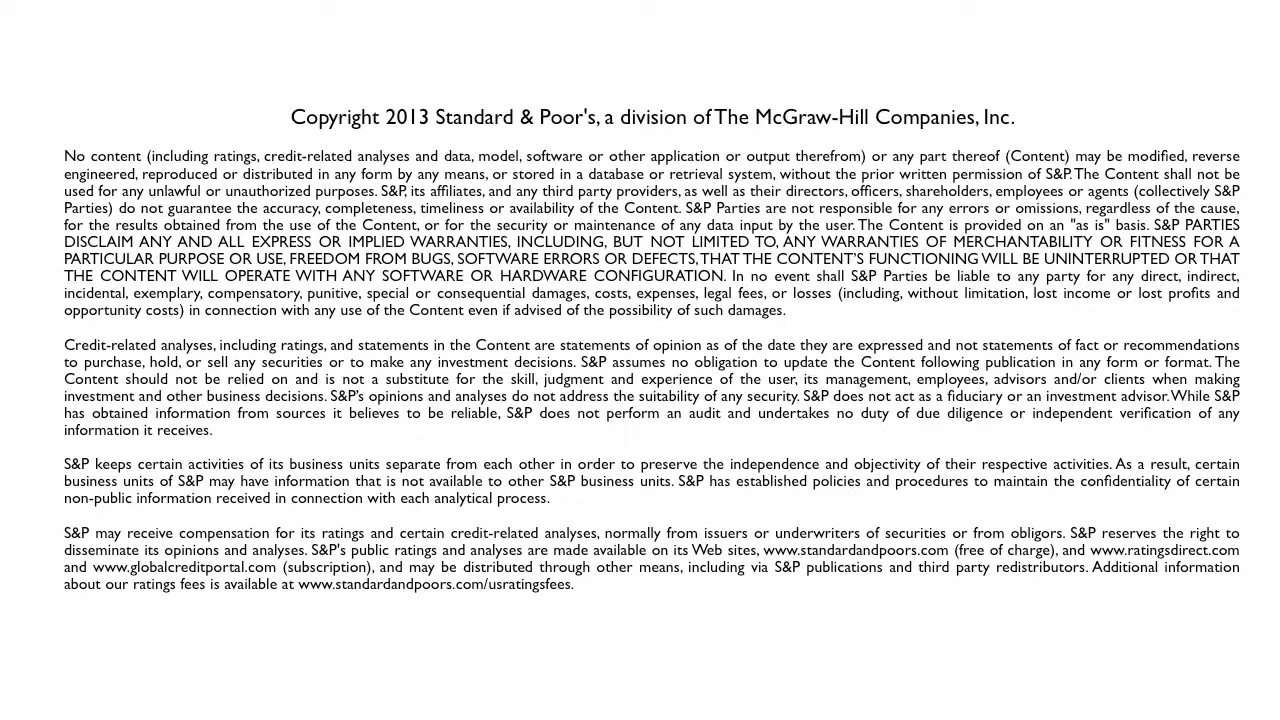 Copyright 2013 Standard & Poor's, a division of The McGraw-Hill Companies, Inc.
No content (including ratings, credit-related analyses and data, model, software or other application or output therefrom) or any part thereof (Content) may be modified, reverse
engineered, reproduced or distributed in any form by any means, or stored in a database or retrieval system, without the prior written permission of S&P. The Content shall not be
used for any unlawful or unauthorized purposes. S&P, its affiliates, and any third party providers, as well as their directors, officers, shareholders, employees or agents (collectively S&P
Parties) do not guarantee the accuracy, completeness, timeliness or availability of the Content. S&P Parties are not responsible for any errors or omissions, regardless of the cause,
for the results obtained from the use of the Content, or for the security or maintenance of any data input by the user. The Content is provided on an "as is" basis. S&P PARTIES
DISCLAIM ANY AND ALL EXPRESS OR IMPLIED WARRANTIES, INCLUDING, BUT NOT LIMITED TO, ANY WARRANTIES OF MERCHANTABILITY OR FITNESS FOR A
PARTICULAR PURPOSE OR USE, FREEDOM FROM BUGS, SOFTWARE ERRORS OR DEFECTS, THAT THE CONTENT'S FUNCTIONING WILL BE UNINTERRUPTED OR THAT
THE CONTENT WILL OPERATE WITH ANY SOFTWARE OR HARDWARE CONFIGURATION. In no event shall S&P Parties be liable to any party for any direct, indirect,
incidental, exemplary, compensatory, punitive, special or consequential damages, costs, expenses, legal fees, or losses (including, without limitation, lost income or lost profits and
opportunity costs) in connection with any use of the Content even if advised of the possibility of such damages.
Credit-related analyses, including ratings, and statements in the Content are statements of opinion as of the date they are expressed and not statements of fact or recommendations
to purchase, hold, or sell any securities or to make any investment decisions. S&P assumes no obligation to update the Content following publication in any form or format. The
Content should not be relied on and is not a substitute for the skill, judgment and experience of the user, its management, employees, advisors and/or clients when making
investment and other business decisions. S&P's opinions and analyses do not address the suitability of any security. S&P does not act as a fiduciary or an investment advisor. While S&P
has obtained information from sources it believes to be reliable, S&P does not perform an audit and undertakes no duty of due diligence or independent verification of any
information it receives.
S&P keeps certain activities of its business units separate from each other in order to preserve the independence and objectivity of their respective activities. As a result, certain
business units of S&P may have information that is not available to other S&P business units. S&P has established policies and procedures to maintain the confidentiality of certain
non-public information received in connection with each analytical process.
S&P may receive compensation for its ratings and certain credit-related analyses, normally from issuers or underwriters of securities or from obligors. S&P reserves the right to
disseminate its opinions and analyses. S&P's public ratings and analyses are made available on its Web sites, www.standardandpoors.com (free of charge), and www.ratingsdirect.com
and www.globalcreditportal.com (subscription), and may be distributed through other means, including via S&P publications and third party redistributors. Additional information
about our ratings fees is available at www.standardandpoors.com/usratingsfees.